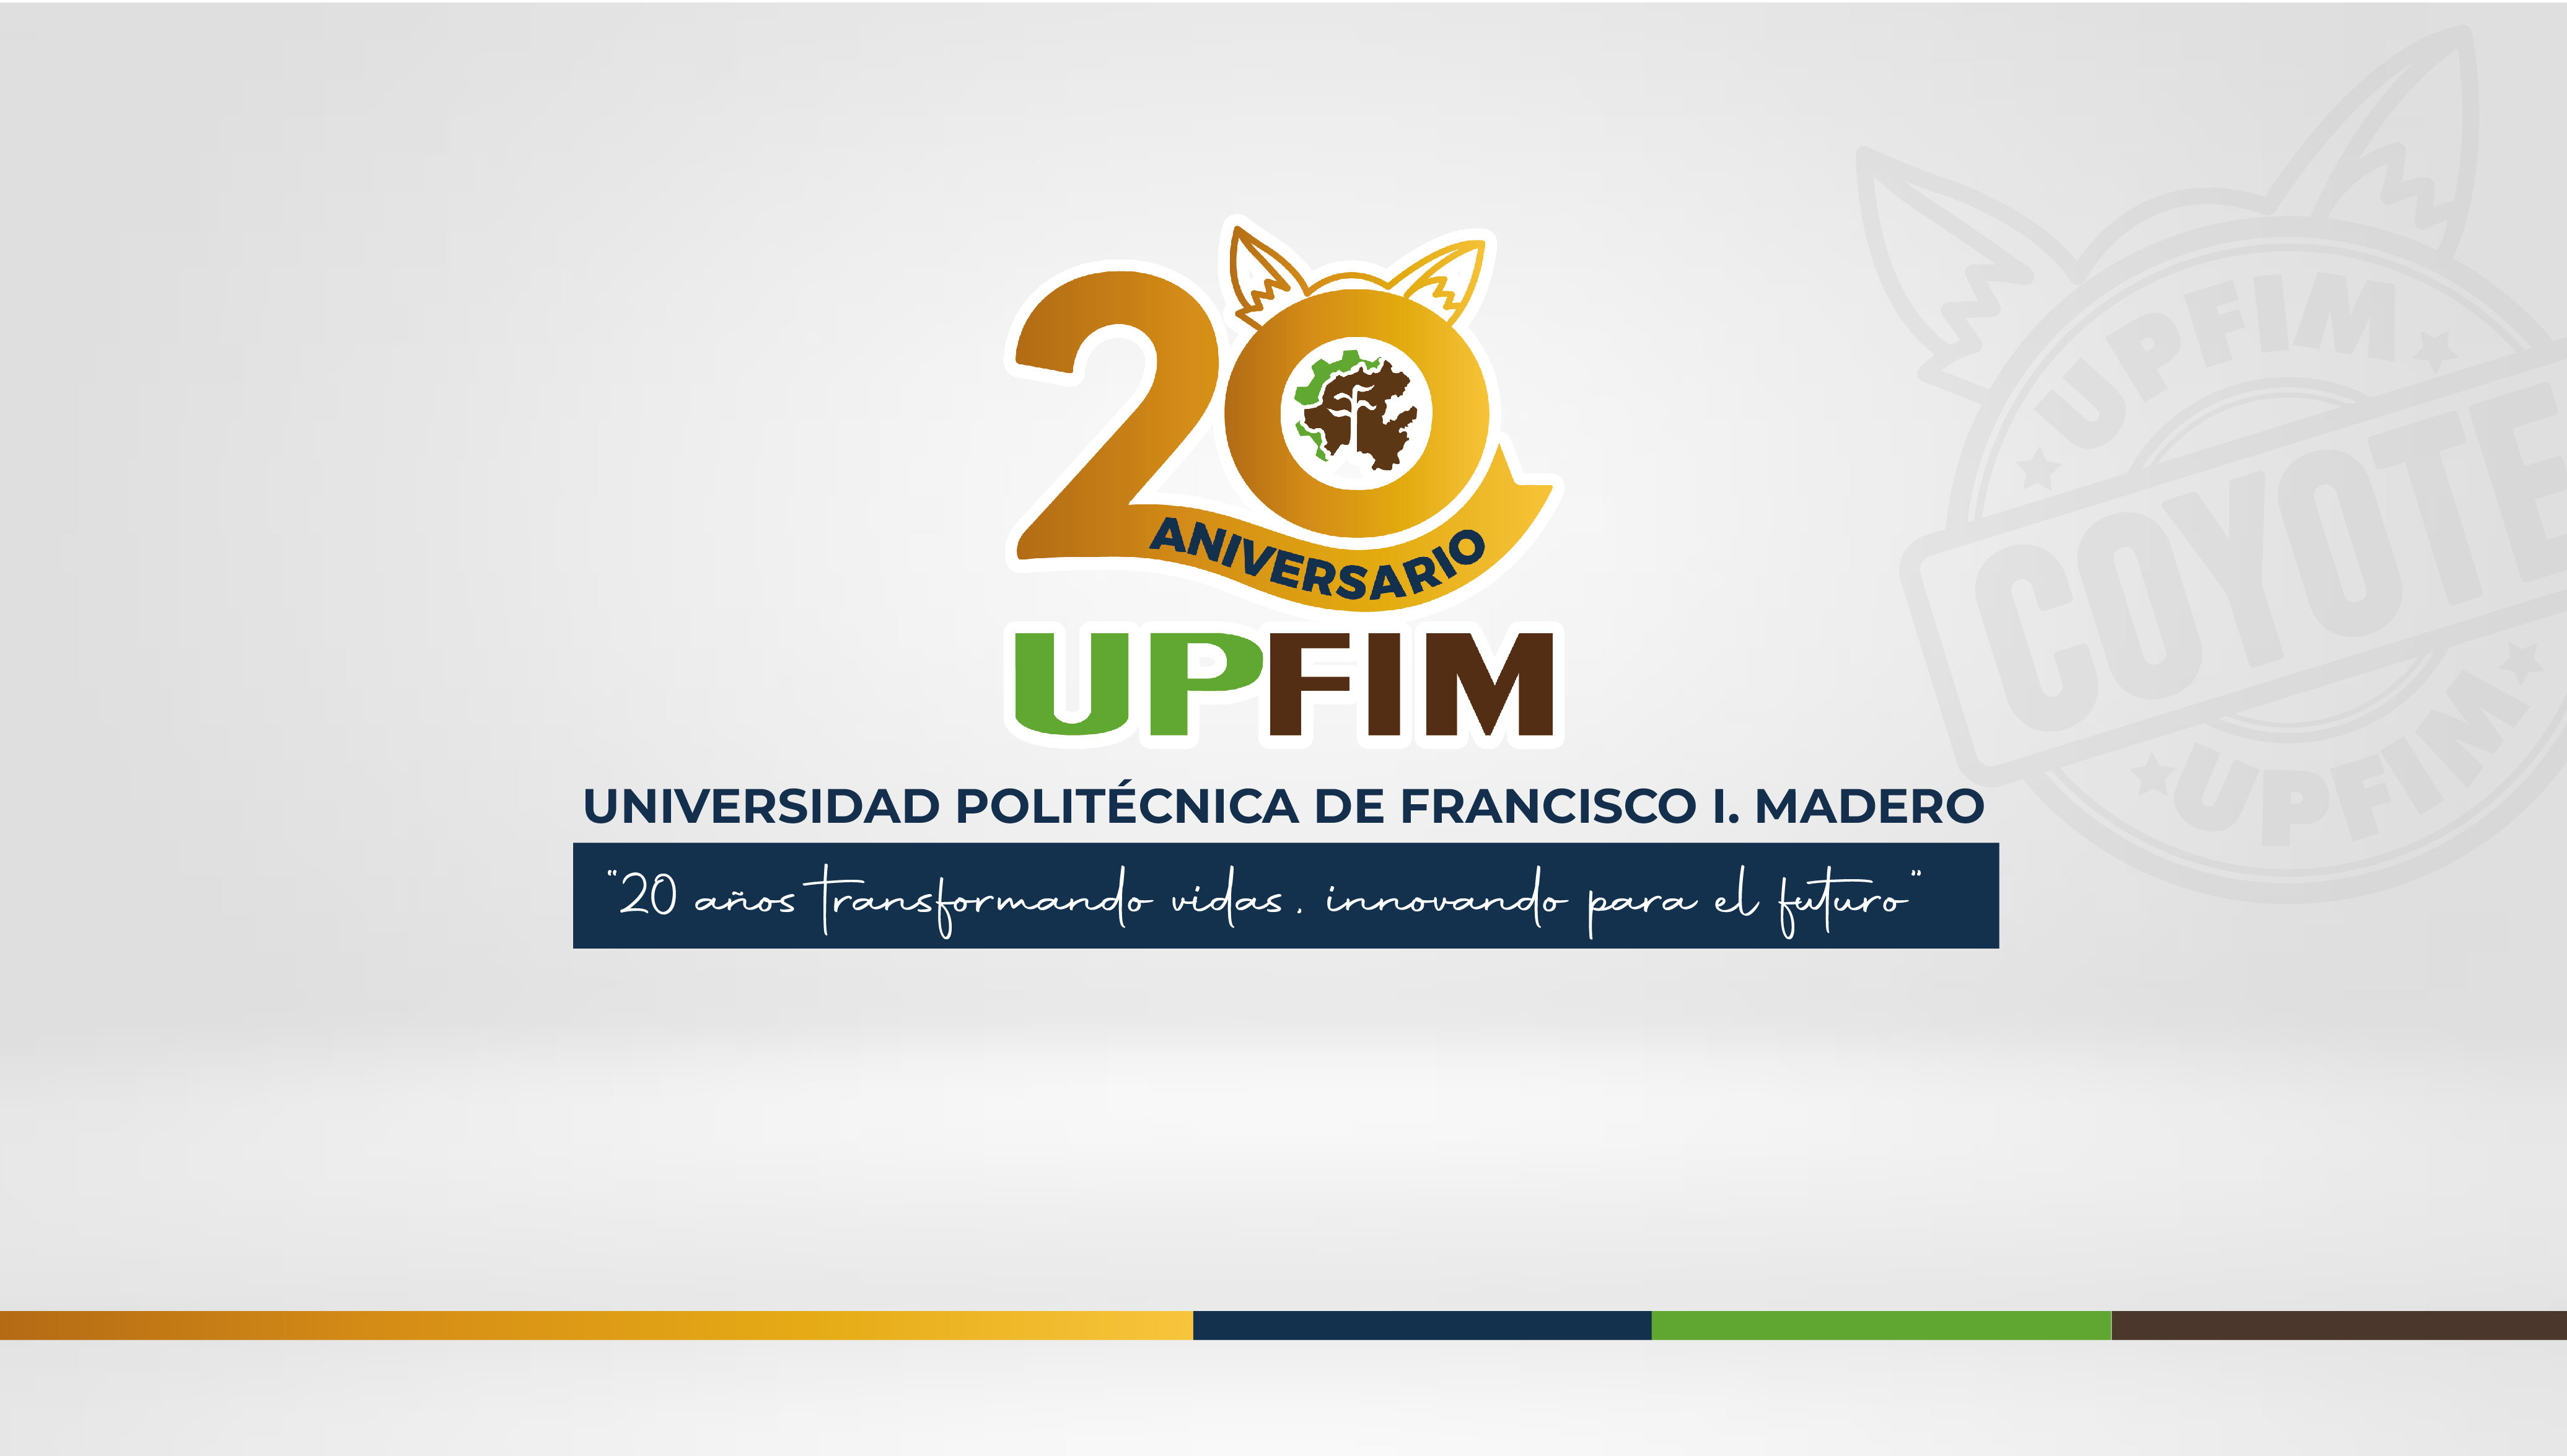 20
ANIVERSARIO
UPFIM
UNIVERSIDAD POLITÉCNICA DE FRANCISCO I. MADERO
"20 años transformando vidas, innovando para el futuro"
UPFIM
COYOTE
UPFIM